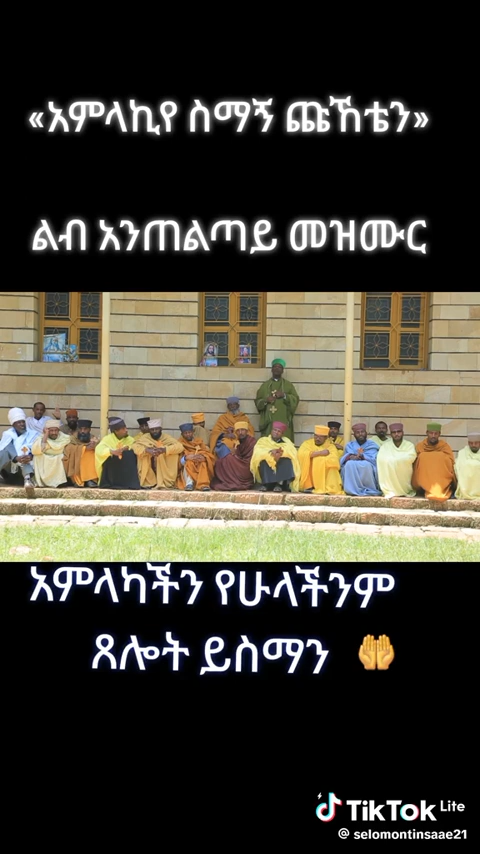 «አምላኪየ ስማኝ ጩኸቴን»
ልብ አንጠልጣይ መዝሙር
አምላካችን የሁላችንም
ጸሎት ይስማን 🤲
TikTok Lite
selomontinsaae21